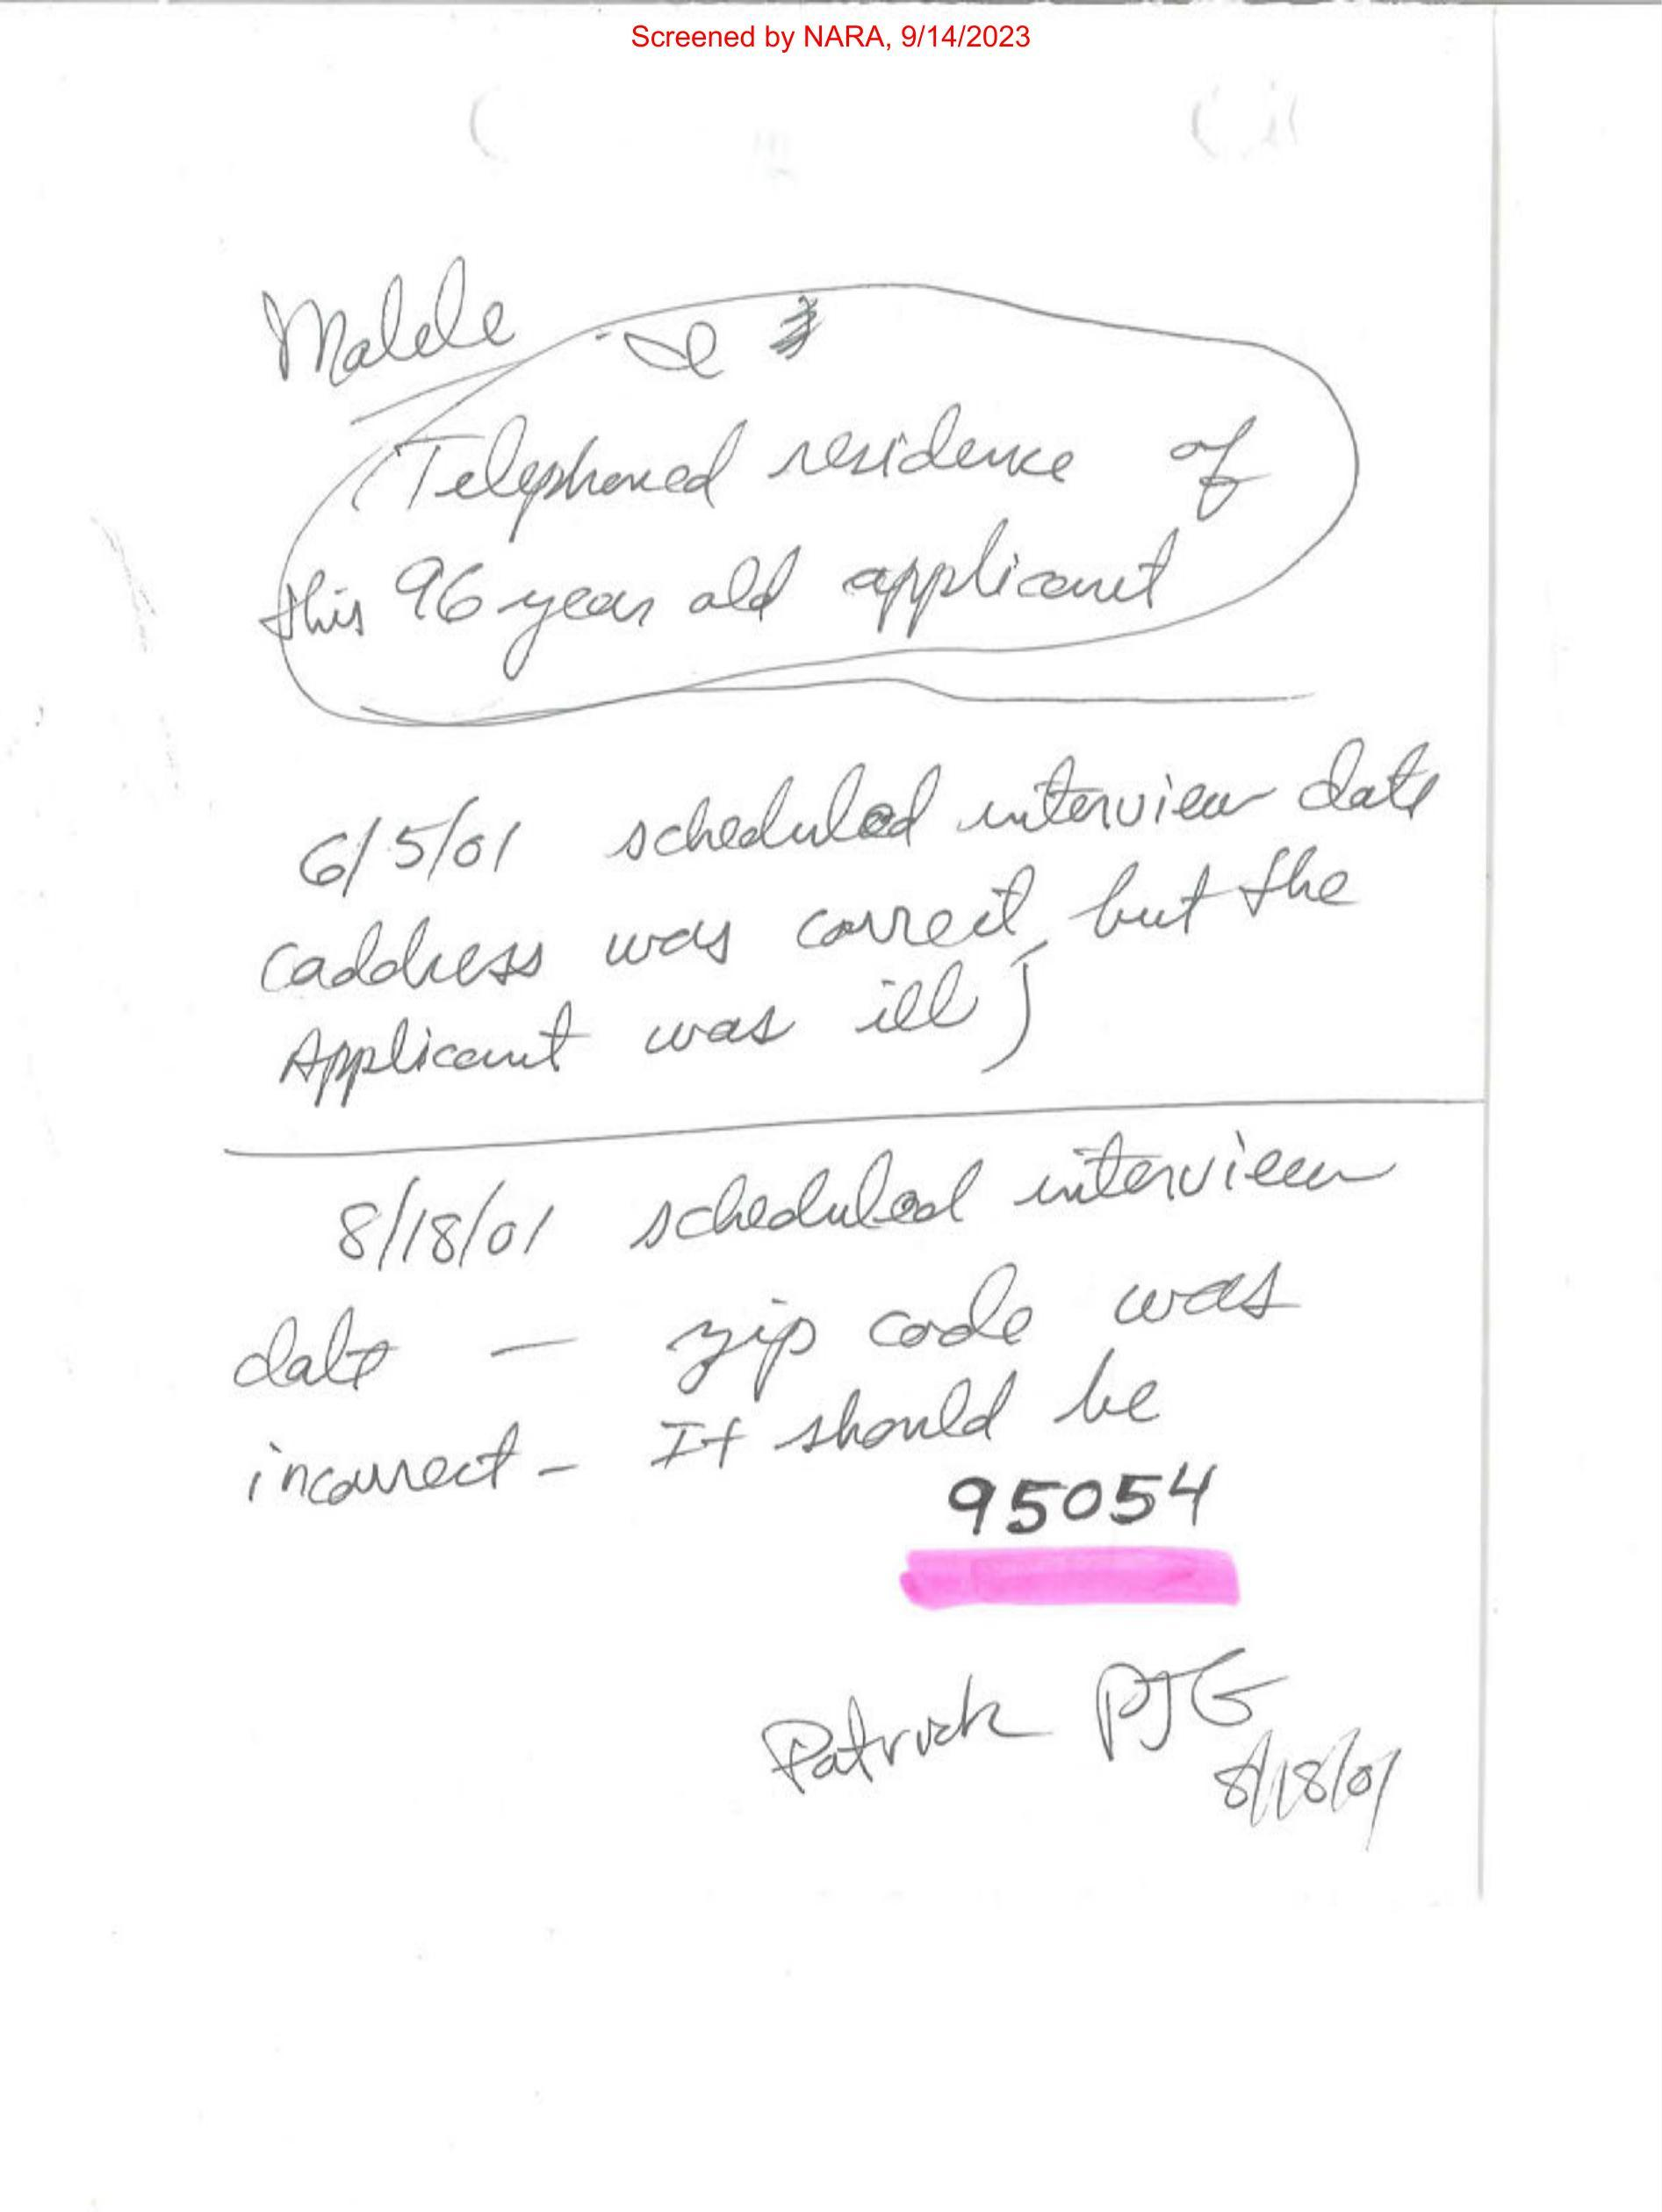 Screened by NARA, 9/14/2023
Telephoned residence of
this 96 year old applicant
6/5/01 scheduled interview date
(address was correct, but the
Applicant was ill)
8/18/01 scheduled interview
date — zip code was
incorrect - It should be
95054
Patrick PJG
8/18/01